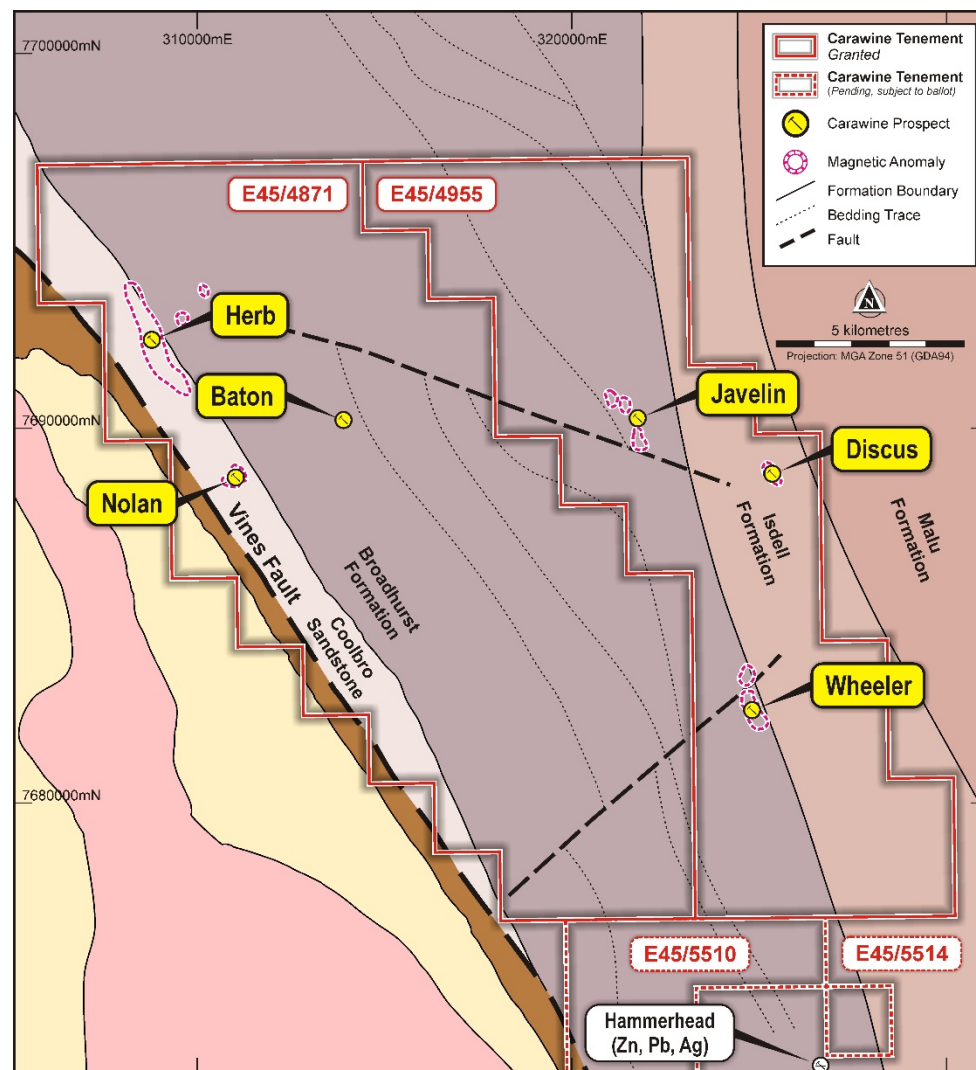 7700000mN
310000mE
320000mE
Carawine Tenement
Granted
Carawine Tenement
(Pending, subject to ballot)
Carawine Prospect
Magnetic Anomaly
Formation Boundary
Bedding Trace
Fault
N
5 kilometres
Projection: MGA Zone 51 (GDA94)
E45/4871
E45/4955
Herb
Baton
Javelin
7690000mN
Discus
Nolan
Vines Fault
Broadhurst
Formation
Coolbro
Sandstone
Isdell
Formation
Malu
Formation
Wheeler
7680000mN
E45/5510
E45/5514
Hammerhead
(Zn, Pb, Ag)